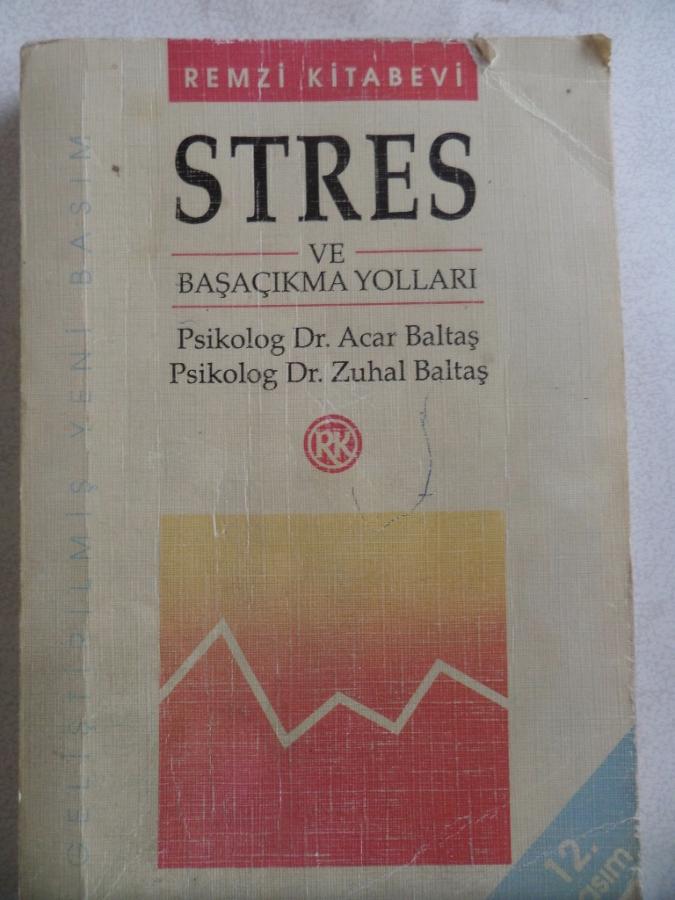 REMZİ KİTABEVİ
STRES
VE
BAŞAÇIKMA YOLLARI
Psikolog Dr. Acar Baltaş
Psikolog Dr. Zuhal Baltaş
RK
GELİŞTİRİLMİŞ YENİ BASIM
12.